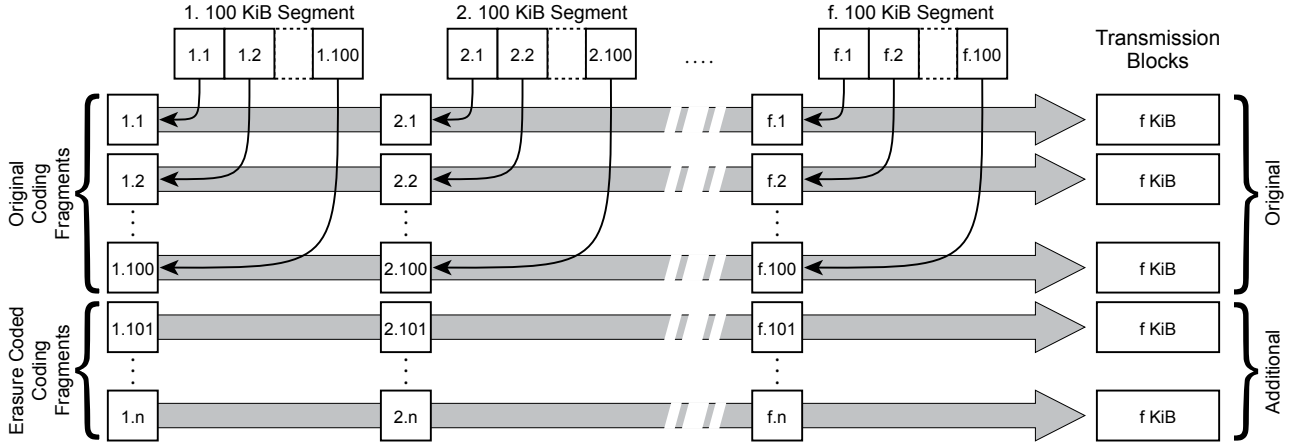 1. 100 KiB Segment 2. 100 KiB Segment f. 100 KiB Segment
1.1 1.2 1.100 2.1 2.2 2.100 .... f.1 f.2 f.100
Transmission
Blocks
Original
Coding
Fragments
1.1 2.1 f.1 f KiB
1.2 2.2 f.2 f KiB
1.100 2.100 f.100 f KiB
Original
Erasure Coded
Coding
Fragments
1.101 2.101 f.101 f KiB
1.n 2.n f.n f KiB
Additional